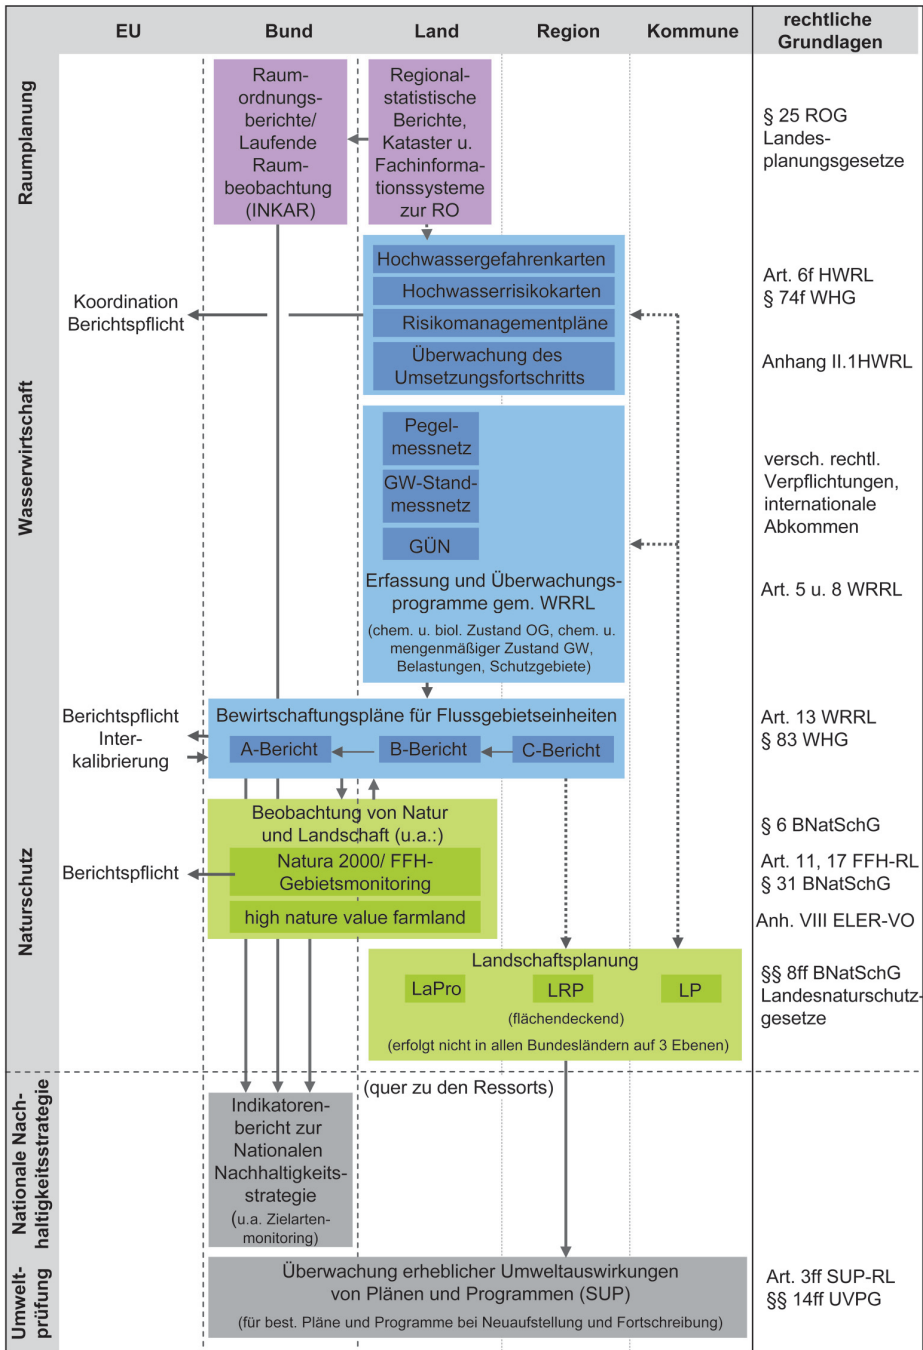 EU
Bund
Land
Region
Kommune
rechtliche
Grundlagen
Raumplanung
Raum-
ordnungs-
berichte/
Laufende
Raum-
beobachtung
(INKAR)
Regional-
statistische
Berichte,
Kataster u.
Fachinforma-
tionssysteme
zur RO
§ 25 ROG
Landes-
planungsgesetze
Wasserwirtschaft
Koordination
Berichtspflicht
Hochwassergefahrenkarten
Hochwasserrisikokarten
Risikomanagementpläne
Überwachung des
Umsetzungsfortschritts
Art. 6f HWRL
§ 74f WHG
Anhang II.1HWRL
Pegel-
messnetz
GW-Stand-
messnetz
GÜN
Erfassung und Überwachungs-
programme gem. WRRL
(chem. u. biol. Zustand OG, chem. u.
mengenmäßiger Zustand GW,
Belastungen, Schutzgebiete)
versch. rechtl.
Verpflichtungen,
internationale
Abkommen
Art. 5 u. 8 WRRL
Berichtspflicht
Inter-
kalibrierung
Bewirtschaftungspläne für Flussgebietseinheiten
A-Bericht
B-Bericht
C-Bericht
Art. 13 WRRL
§ 83 WHG
Naturschutz
Beobachtung von Natur
und Landschaft (u.a.:)
Natura 2000/ FFH-
Gebietsmonitoring
high nature value farmland
Berichtspflicht
§ 6 BNatSchG
Art. 11, 17 FFH-RL
§ 31 BNatSchG
Anh. VIII ELER-VO
Landschaftsplanung
LaPro
LRP
LP
(flächendeckend)
(erfolgt nicht in allen Bundesländern auf 3 Ebenen)
§§ 8ff BNatSchG
Landesnaturschutz-
gesetze
Nationale Nach-
haltigkeitsstrategie
(quer zu den Ressorts)
Indikatoren-
bericht zur
Nationalen
Nachhaltigkeits-
strategie
(u.a. Zielarten-
monitoring)
Umwelt-
prüfung
Überwachung erheblicher Umweltauswirkungen
von Plänen und Programmen (SUP)
(für best. Pläne und Programme bei Neuaufstellung und Fortschreibung)
Art. 3ff SUP-RL
§§ 14ff UVPG